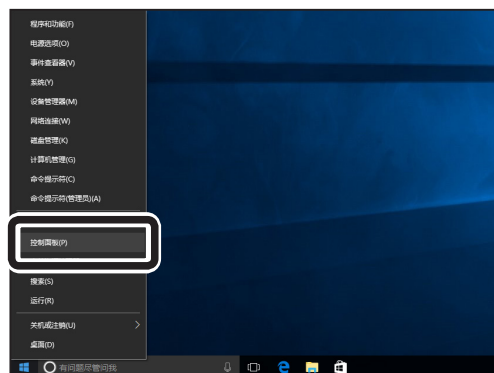 程序和功能(F)
电源选项(O)
事件查看器(V)
系统(Y)
设备管理器(M)
网络连接(W)
磁盘管理(K)
计算机管理(G)
命令提示符(C)
命令提示符(管理员)(A)
控制面板(P)
搜索(S)
运行(R)
关机或注销(U)
桌面(D)
有问题尽管问我